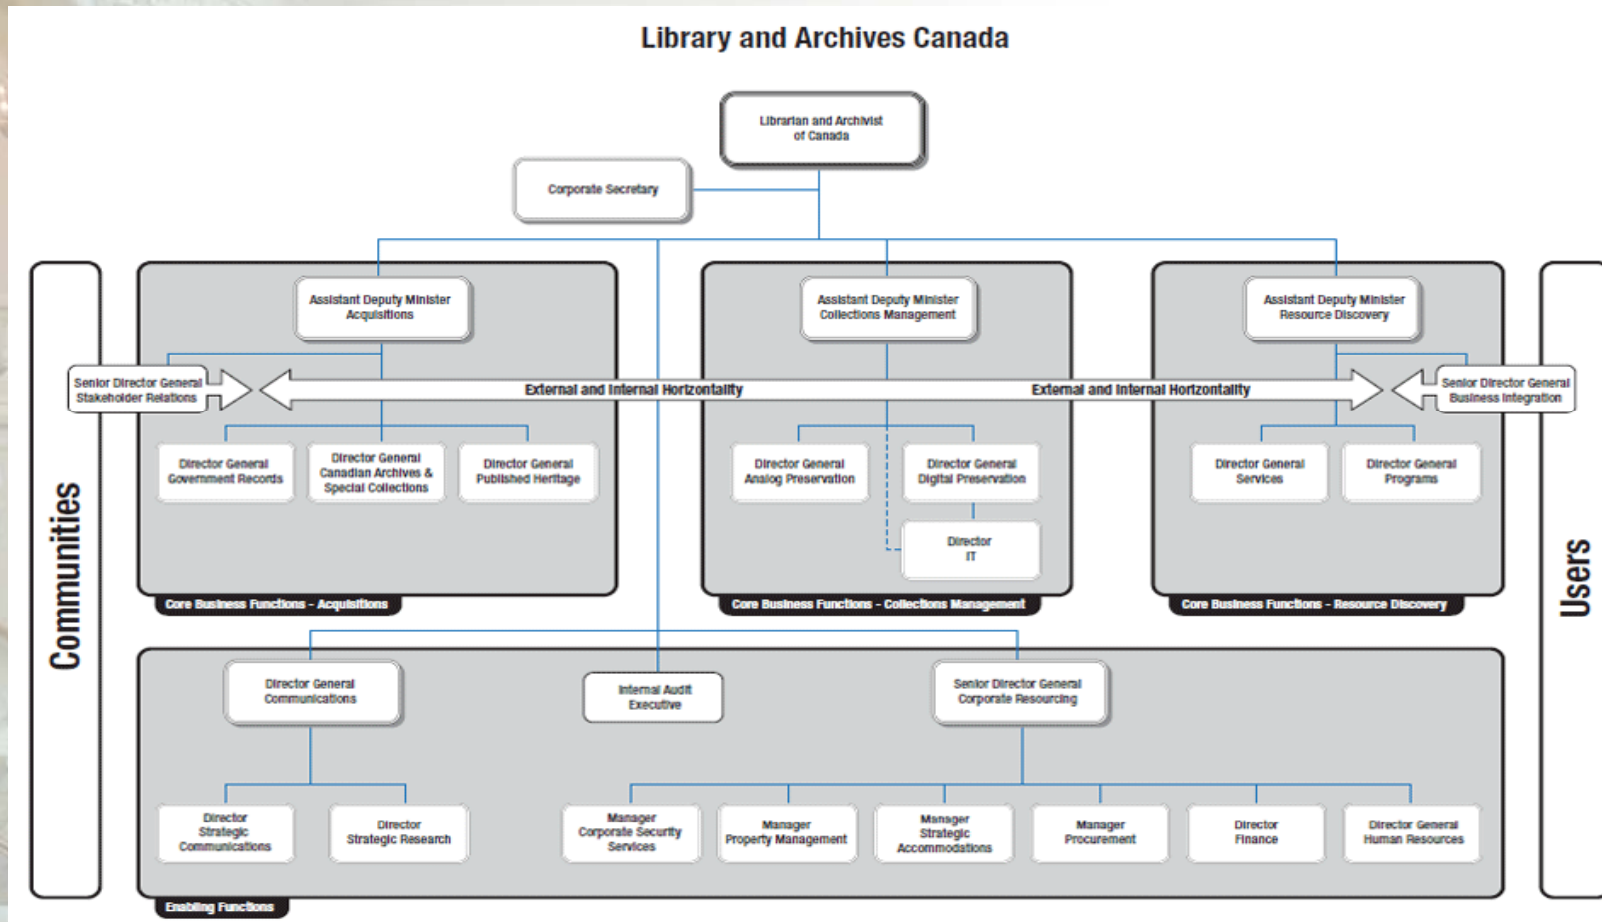 Library and Archives Canada
Librarian and Archivist
of Canada
Corporate Secretary
Communities
Assistant Deputy Minister
Acquisitions
Assistant Deputy Minister
Collections Management
Assistant Deputy Minister
Resource Discovery
Senior Director General
Stakeholder Relations
External and Internal Horizontality
External and Internal Horizontality
Senior Director General
Business Integration
Director General
Government Records
Director General
Canadian Archives &
Special Collections
Director General
Published Heritage
Director General
Analog Preservation
Director General
Digital Preservation
Director
IT
Director General
Services
Director General
Programs
Core Business Functions - Acquisitions
Core Business Functions - Collections Management
Core Business Functions - Resource Discovery
Users
Director General
Communications
Internal Audit
Executive
Senior Director General
Corporate Resourcing
Director
Strategic
Communications
Director
Strategic Research
Manager
Corporate Security
Services
Manager
Property Management
Manager
Strategic
Accommodations
Manager
Procurement
Director
Finance
Director General
Human Resources
Enabling Functions